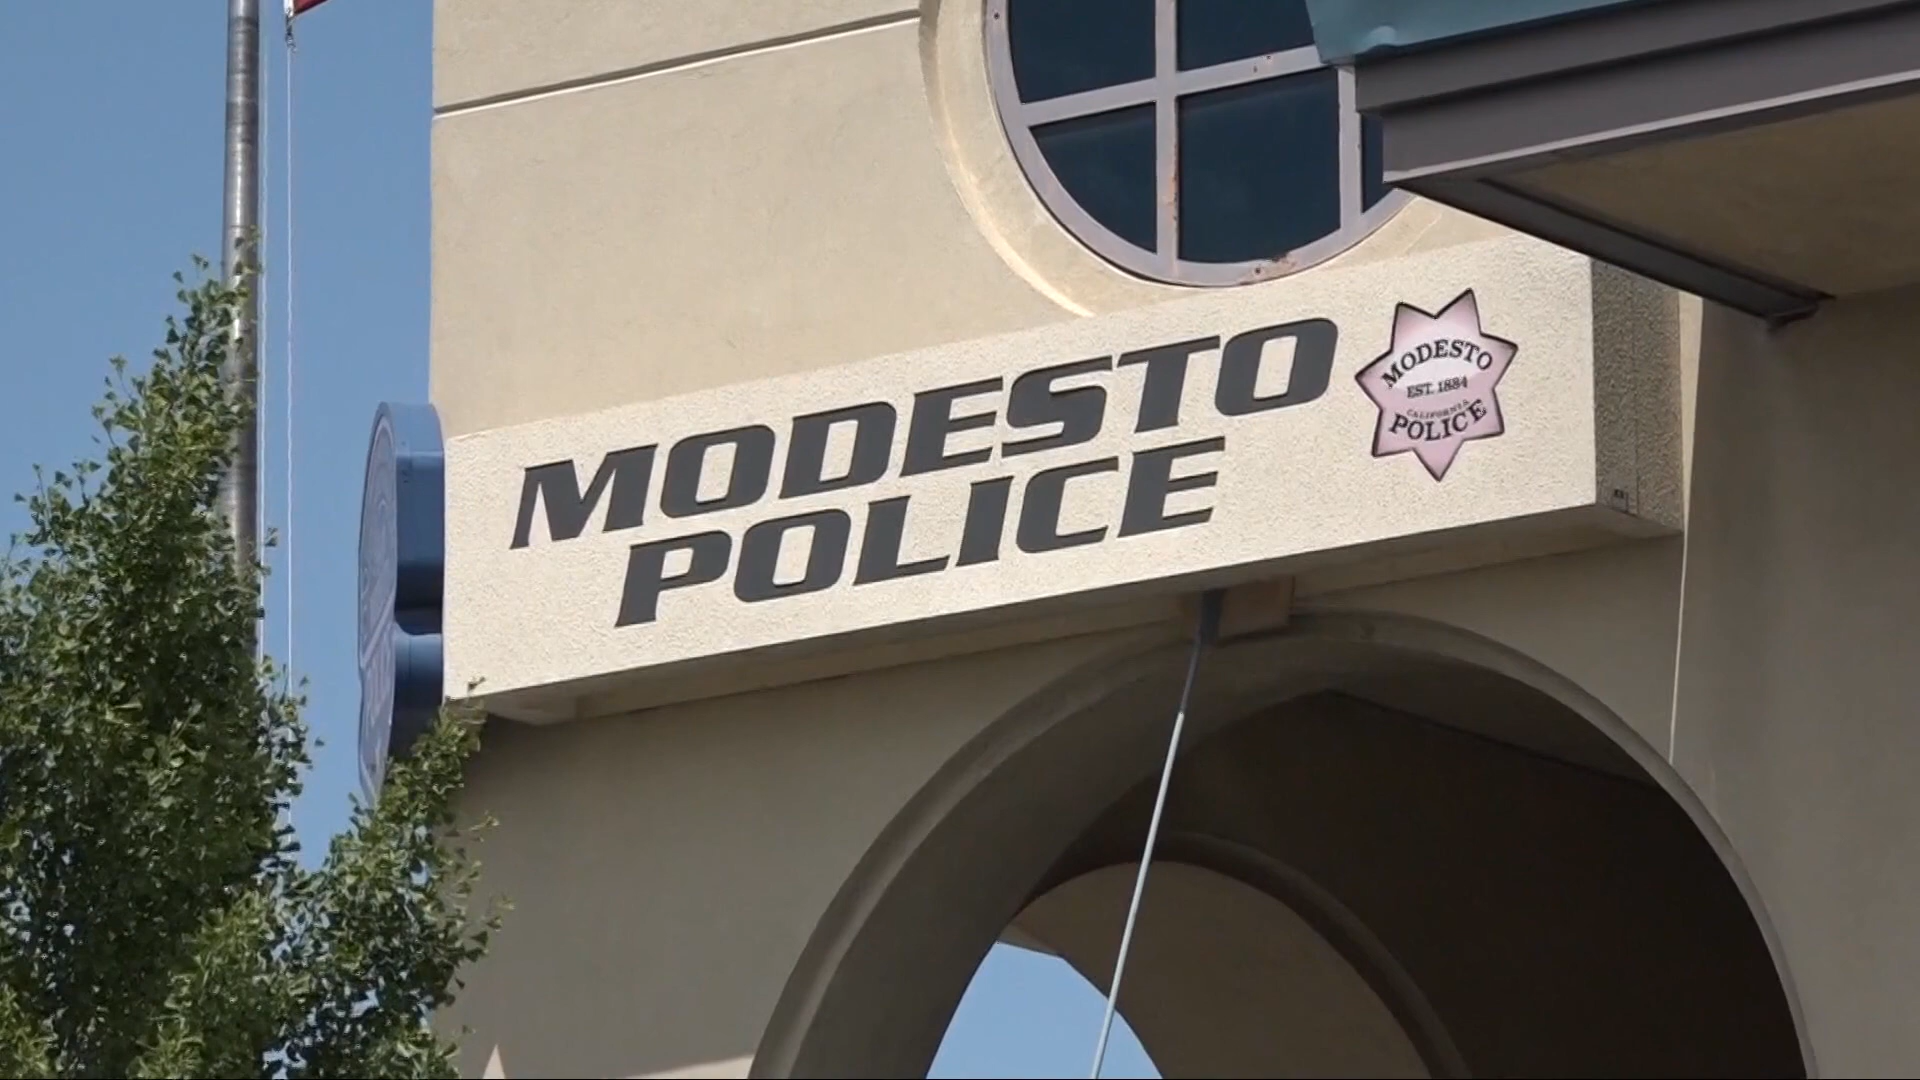 MODESTO
POLICE
MODESTO
EST. 1884
CALIFORNIA
POLICE